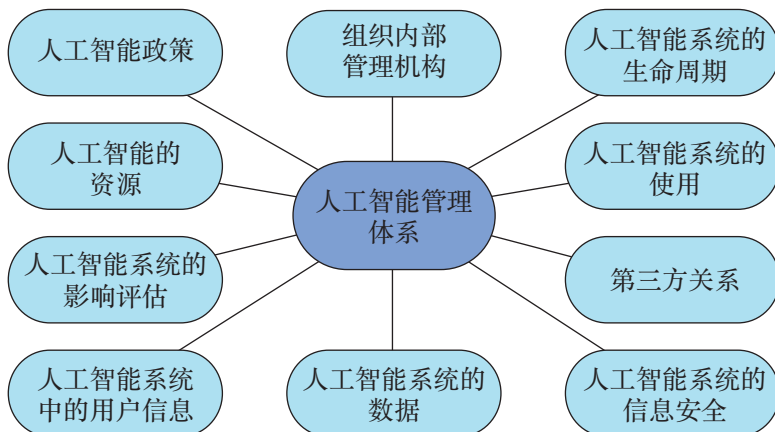 人工智能政策
组织内部
管理机构
人工智能系统的
生命周期
人工智能的
资源
人工智能管理
体系
人工智能系统的
使用
人工智能系统的
影响评估
第三方关系
人工智能系统
中的用户信息
人工智能系统的
数据
人工智能系统的
信息安全